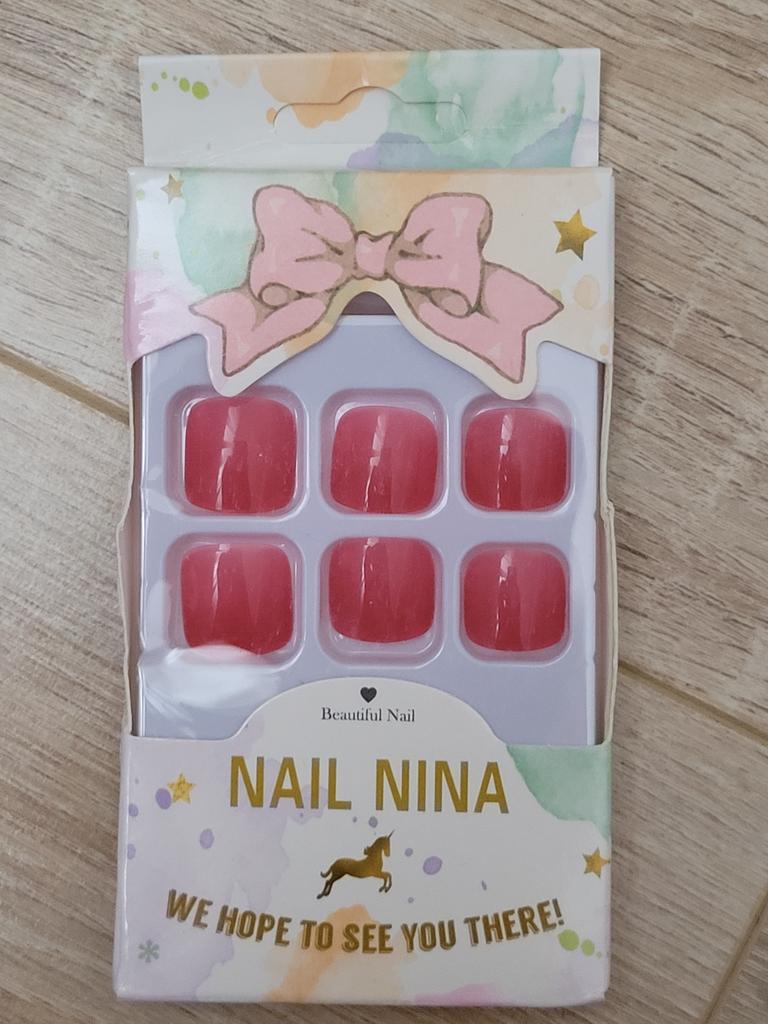 Beautiful Nail
NAIL NINA
WE HOPE TO SEE YOU THERE!